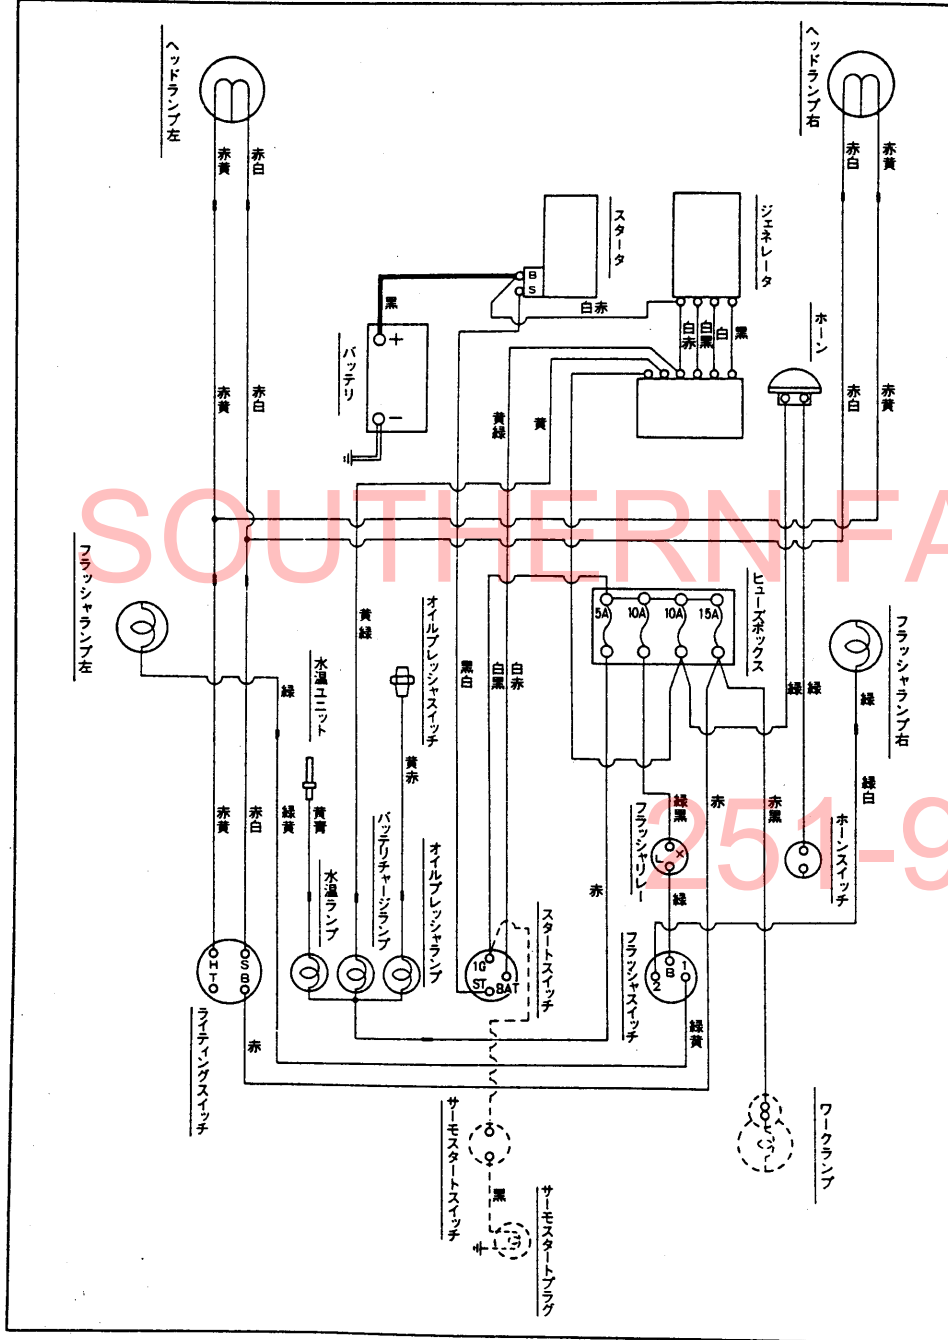 ヘッドランプ左
ヘッドランプ右
赤黄
赤白
赤白
赤黄
スタータ
ジェネレータ
B
S
黒
白赤
白赤
白黒
白
黒
ホーン
バッテリ
+
−
赤黄
赤白
黄緑
黄
赤白
赤黄
SOUTHERN FA
フラッシャランプ左
ヒューズボックス
5A
10A
10A
15A
フラッシャランプ右
オイルプレッシャスイッチ
黄緑
水温ユニット
緑
黒白
白黒
白赤
緑
緑
緑
黄赤
緑白
赤黄
赤白
緑黄
黄青
251-9
緑黒
赤
赤黒
フラッシャリレー
L
X
ホーンスイッチ
バッテリチャージランプ
オイルプレッシャランプ
水温ランプ
赤
緑
スタートスイッチ
フラッシャスイッチ
H
T
S
B
1G
ST
BAT
B
1
2
緑黄
赤
ライティングスイッチ
サーモスタートスイッチ
ワークランプ
黒
サーモスタートプラグ